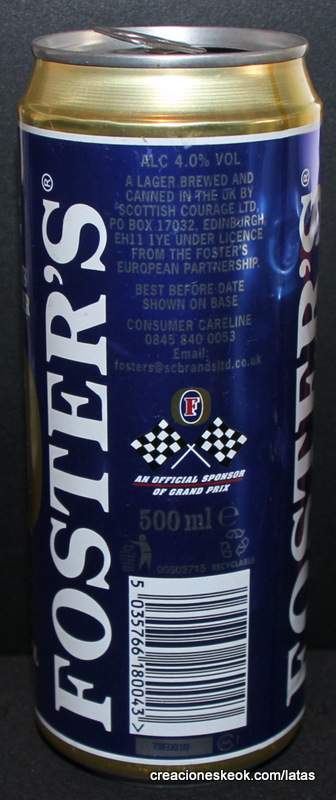 FOSTER'S®
ALC 4.0% VOL
A LAGER BREWED AND
CANNED IN THE UK BY
SCOTTISH COURAGE LTD,
PO BOX 17032, EDINBURGH
EH11 1YE UNDER LICENCE
FROM THE FOSTER'S
EUROPEAN PARTNERSHIP.
BEST BEFORE DATE
SHOWN ON BASE
CONSUMER CARELINE
0845 840 0053
Email:
fosters@scbrandsltd.co.uk
F
AN OFFICIAL SPONSOR
OF GRAND PRIX
500 ml e
RECYCLABLE
5 035766 180043 >
FOSTER'S®
creacioneskeok.com/latas